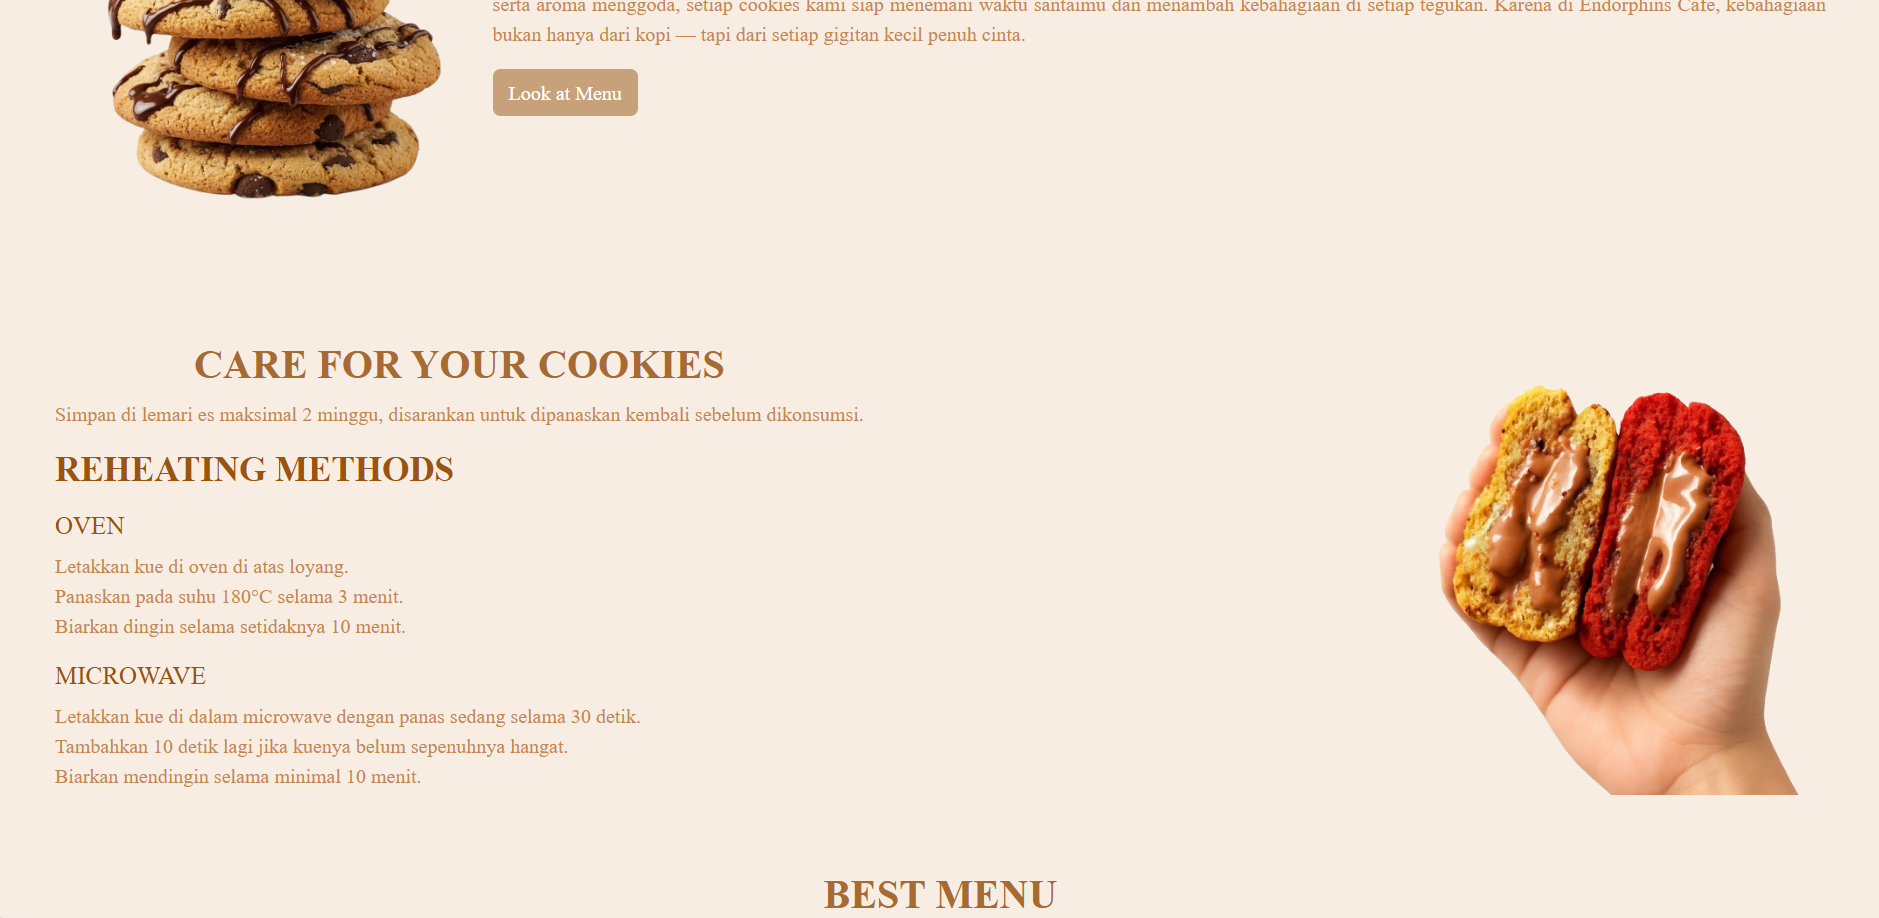 serta aroma menggoda, setiap cookies kami siap menemani waktu santaimu dan menambah kebahagiaan di setiap tegukan. Karena di Endorphins Cafe, kebahagiaan
bukan hanya dari kopi — tapi dari setiap gigitan kecil penuh cinta.
Look at Menu
CARE FOR YOUR COOKIES
Simpan di lemari es maksimal 2 minggu, disarankan untuk dipanaskan kembali sebelum dikonsumsi.
REHEATING METHODS
OVEN
Letakkan kue di oven di atas loyang.
Panaskan pada suhu 180°C selama 3 menit.
Biarkan dingin selama setidaknya 10 menit.
MICROWAVE
Letakkan kue di dalam microwave dengan panas sedang selama 30 detik.
Tambahkan 10 detik lagi jika kuenya belum sepenuhnya hangat.
Biarkan mendingin selama minimal 10 menit.
BEST MENU